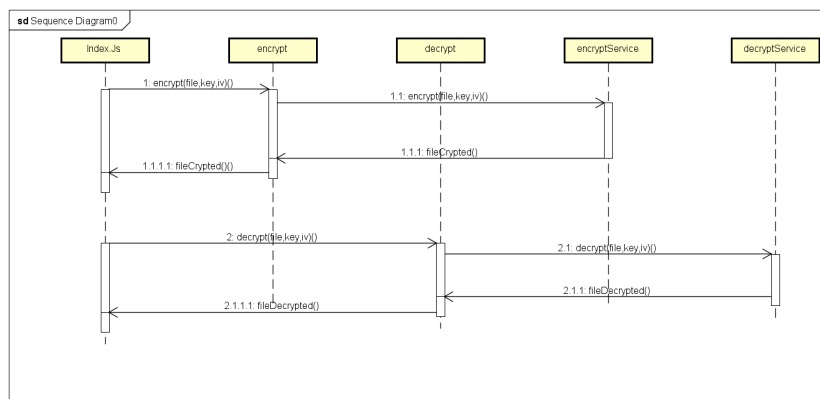 sd Sequence Diagram0
Index.Js
encrypt
decrypt
encryptService
decryptService
1: encrypt(file,key,iv)()
1.1: encrypt(file,key,iv)()
1.1.1: fileCrypted()
1.1.1.1: fileCrypted()()
2: decrypt(file,key,iv)()
2.1: decrypt(file,key,iv)()
2.1.1: fileDecrypted()
2.1.1.1: fileDecrypted()